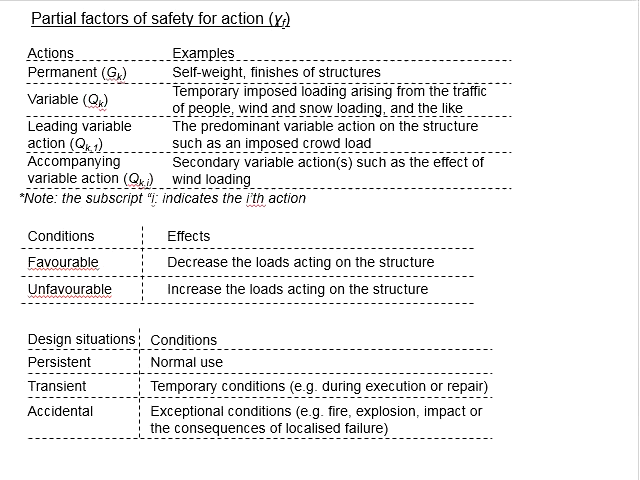 Partial factors of safety for action (γf)
Actions Examples
Permanent (Gk) Self-weight, finishes of structures
Variable (Qk) Temporary imposed loading arising from the traffic
of people, wind and snow loading, and the like
Leading variable The predominant variable action on the structure
action (Qk,1) such as an imposed crowd load
Accompanying Secondary variable action(s) such as the effect of
variable action (Qk,i) wind loading
*Note: the subscript “i: indicates the i'th action
Conditions Effects
Favourable Decrease the loads acting on the structure
Unfavourable Increase the loads acting on the structure
Design situations Conditions
Persistent Normal use
Transient Temporary conditions (e.g. during execution or repair)
Accidental Exceptional conditions (e.g. fire, explosion, impact or
the consequences of localised failure)